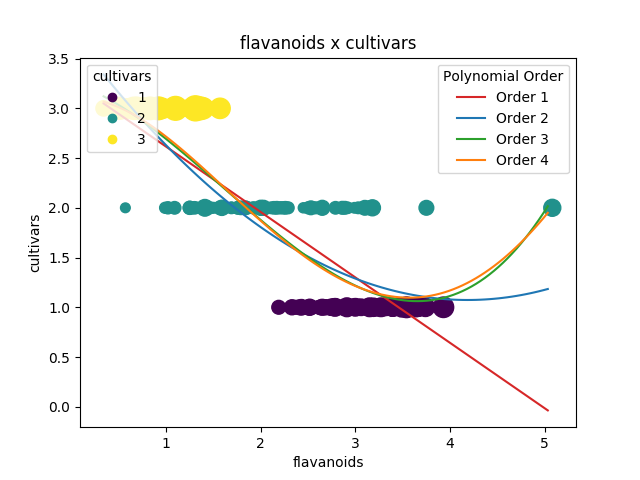 flavanoids x cultivars
cultivars
1
2
3
Polynomial Order
Order 1
Order 2
Order 3
Order 4
3.5
3.0
2.5
2.0
1.5
1.0
0.5
0.0
cultivars
1 2 3 4 5
flavanoids